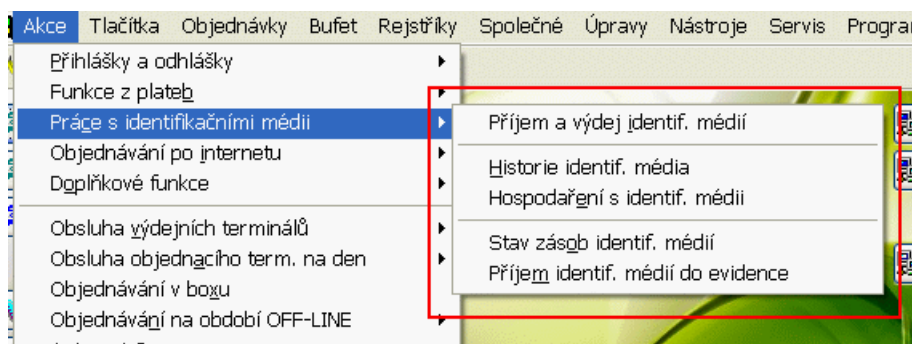 Akce Tlačítka Objednávky Bufet Rejstříky Společné Úpravy Nástroje Servis
Přihlášky a odhlášky
Funkce z plateb
Práce s identifikačními médii
Objednávání po internetu
Doplňkové funkce
Obsluha výdejních terminálů
Obsluha objednacího term. na den
Objednávání v boxu
Objednávání na období OFF-LINE
Příjem a výdej identif. médií
Historie identif. média
Hospodaření s identif. médii
Stav zásob identif. médií
Příjem identif. médií do evidence